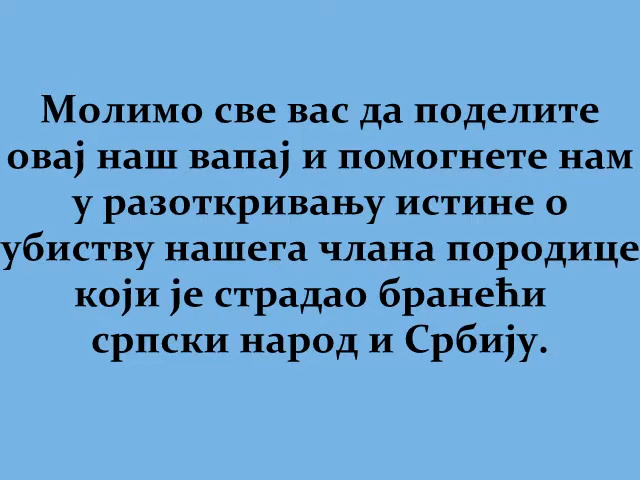 Молимо све вас да поделите
овај наш вапај и помогнете нам
у разоткривању истине о
убиству нашега члана породице
који је страдао бранећи
српски народ и Србију.